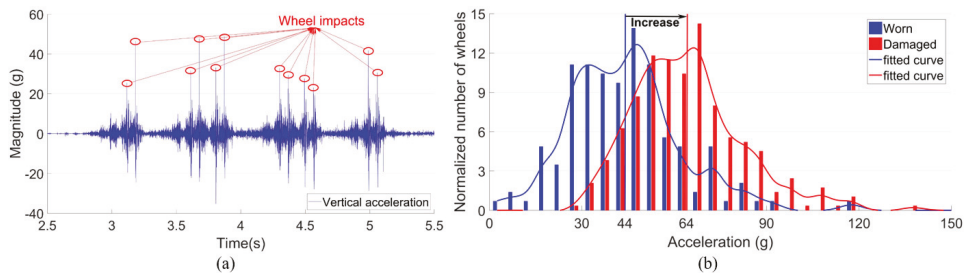 Wheel impacts
Magnitude (g)
60
40
20
0
-20
-40
Vertical acceleration
2.5 3 3.5 4 4.5 5 5.5
Time(s)
(a)
Increase
Worn
Damaged
fitted curve
fitted curve
Normalized number of wheels
15
12
9
6
3
0
30 44 64 90 120 150
Acceleration (g)
(b)